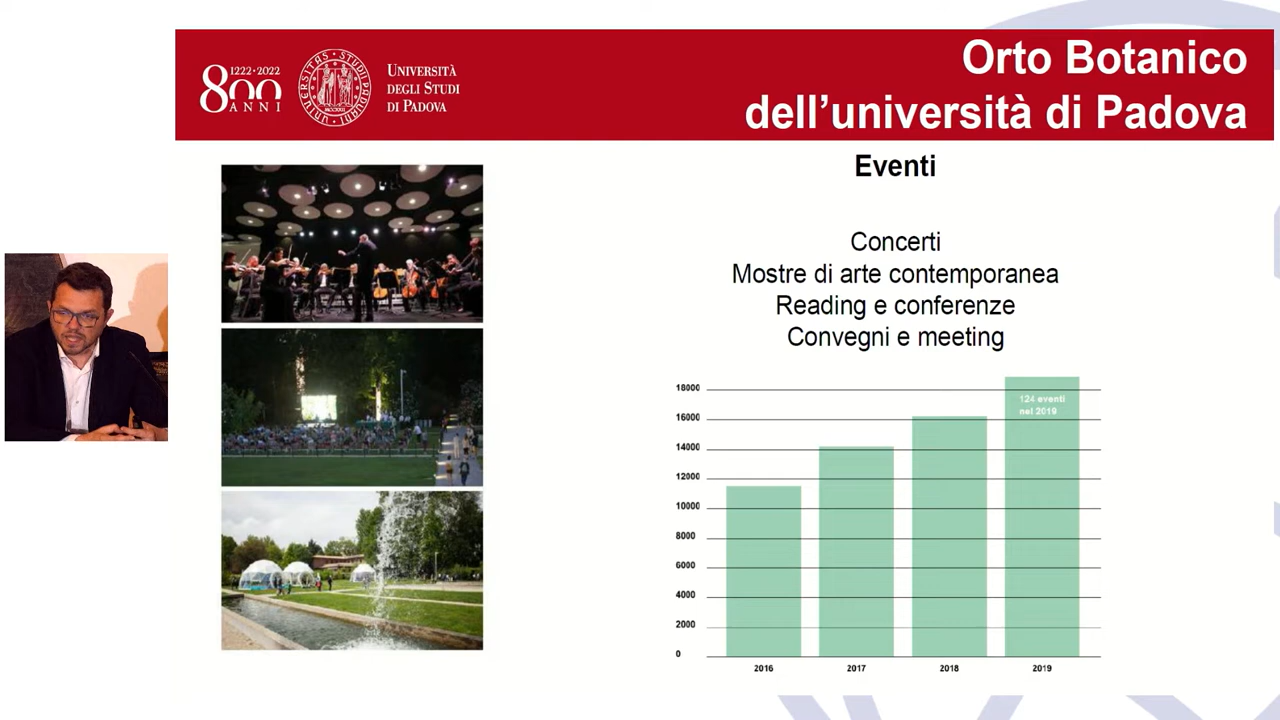 1222·2022
800
ANNI
UNIVERSITÀ
DEGLI STUDI
DI PADOVA
Orto Botanico
dell'università di Padova
Eventi
Concerti
Mostre di arte contemporanea
Reading e conferenze
Convegni e meeting
18000
16000
14000
12000
10000
8000
6000
4000
2000
0
124 eventi
nel 2019
2016
2017
2018
2019